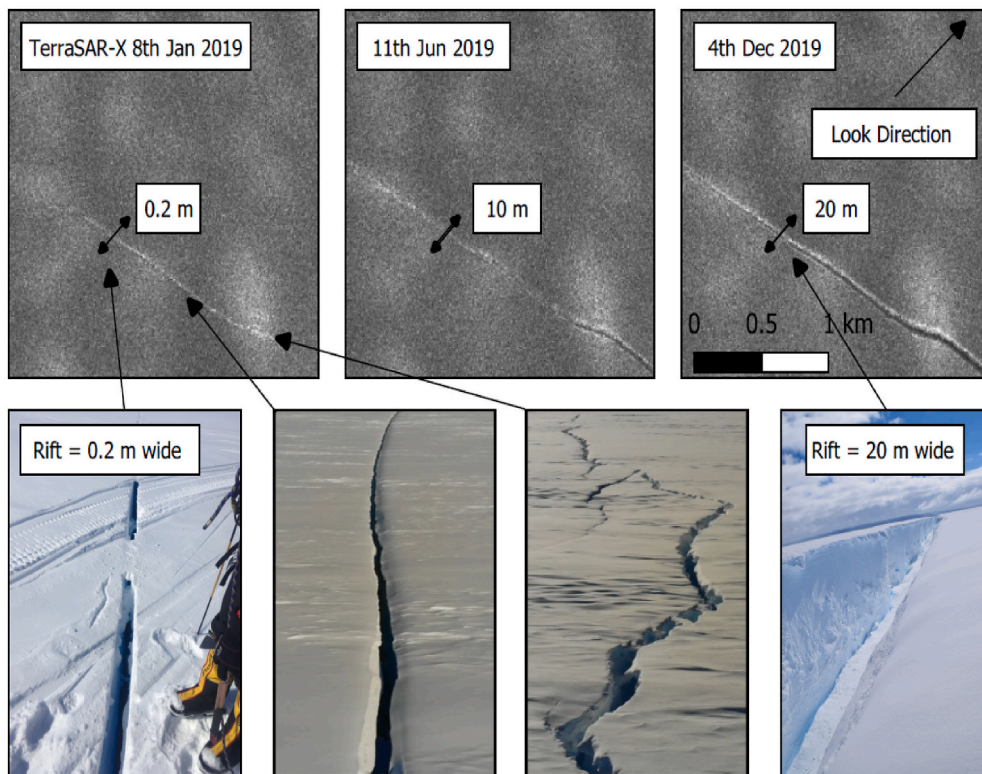 TerraSAR-X 8th Jan 2019
11th Jun 2019
4th Dec 2019
Look Direction
0.2 m
10 m
20 m
0 0.5 1 km
Rift = 0.2 m wide
Rift = 20 m wide